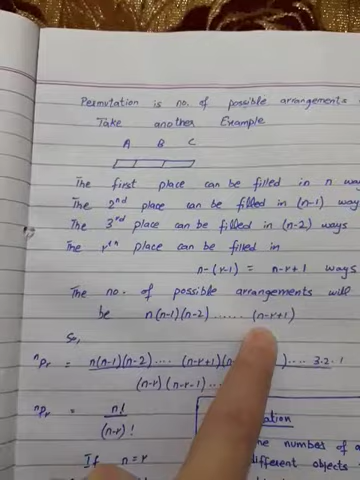 Permutation is no. of possible arrangements
Take another Example
A B C
The first place can be filled in n
The 2nd place can be filled in (n-1)
The 3rd place can be filled in (n-2) ways
The rth place can be filled in
n-(r-1) = n-r+1 ways
The no. of possible arrangements will
be n(n-1)(n-2) ...... (n-r+1)
So,
nPr = n(n-1)(n-2 .... (n-r+1)( ) ... 3.2.1
(n-r)(n-r-1) ...
nPr = n!
(n-r)!
If n=r